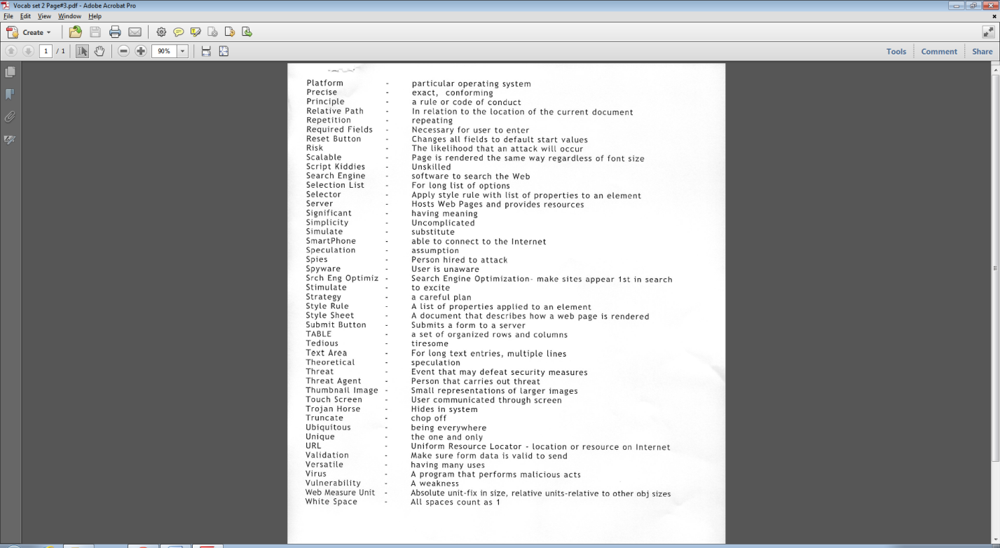 Vocab set 2 Page#3.pdf - Adobe Acrobat Pro
File Edit View Window Help
Create
1 / 1 90% Tools Comment Share
Platform - particular operating system
Precise - exact, conforming
Principle - a rule or code of conduct
Relative Path - In relation to the location of the current document
Repetition - repeating
Required Fields - Necessary for user to enter
Reset Button - Changes all fields to default start values
Risk - The likelihood that an attack will occur
Scalable - Page is rendered the same way regardless of font size
Script Kiddies - Unskilled
Search Engine - software to search the Web
Selection List - For long list of options
Selector - Apply style rule with list of properties to an element
Server - Hosts Web Pages and provides resources
Significant - having meaning
Simplicity - Uncomplicated
Simulate - substitute
SmartPhone - able to connect to the Internet
Speculation - assumption
Spies - Person hired to attack
Spyware - User is unaware
Srch Eng Optimiz - Search Engine Optimization- make sites appear 1st in search
Stimulate - to excite
Strategy - a careful plan
Style Rule - A list of properties applied to an element
Style Sheet - A document that describes how a web page is rendered
Submit Button - Submits a form to a server
TABLE - a set of organized rows and columns
Tedious - tiresome
Text Area - For long text entries, multiple lines
Theoretical - speculation
Threat - Event that may defeat security measures
Threat Agent - Person that carries out threat
Thumbnail Image - Small representations of larger images
Touch Screen - User communicated through screen
Trojan Horse - Hides in system
Truncate - chop off
Ubiquitous - being everywhere
Unique - the one and only
URL - Uniform Resource Locator - location or resource on Internet
Validation - Make sure form data is valid to send
Versatile - having many uses
Virus - A program that performs malicious acts
Vulnerability - A weakness
Web Measure Unit - Absolute unit-fix in size, relative units-relative to other obj sizes
White Space - All spaces count as 1